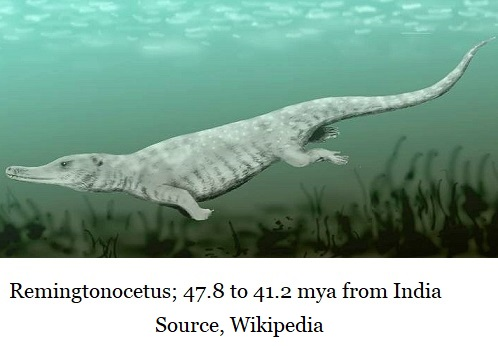 Remingtonocetus; 47.8 to 41.2 mya from India
Source, Wikipedia